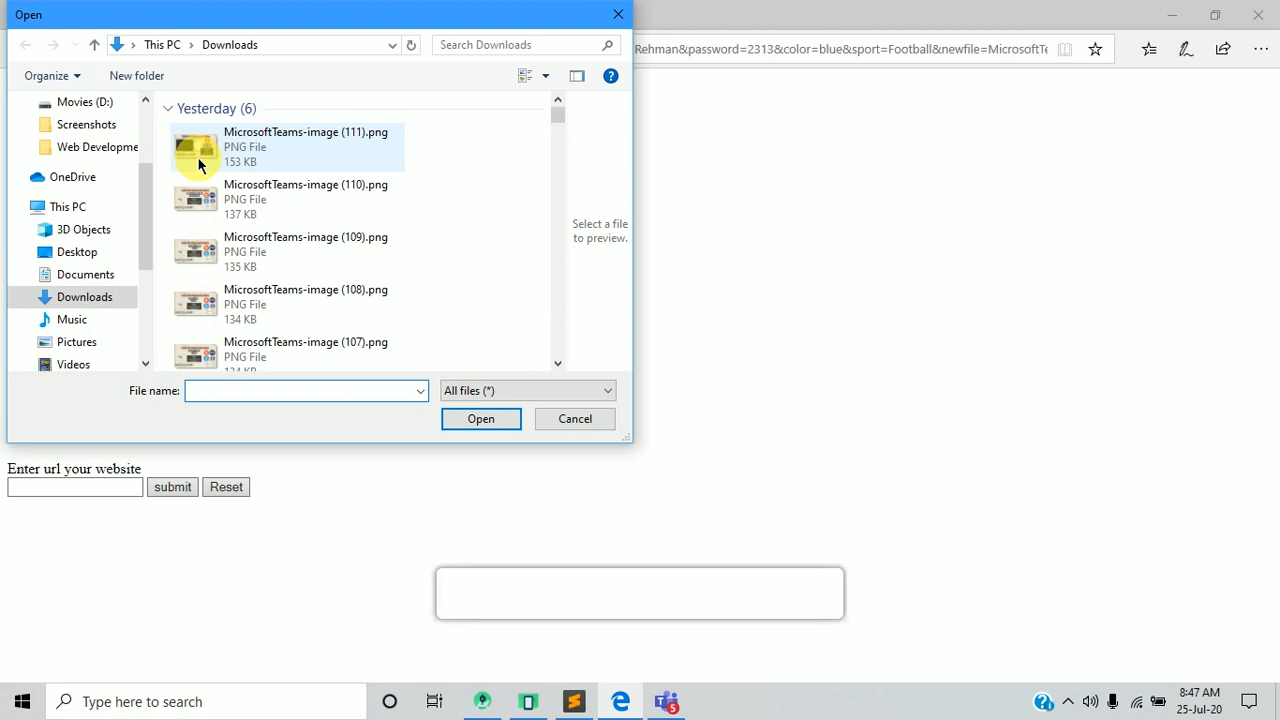 Open
This PC
Downloads
Search Downloads
Rehman&password=2313&color=blue&sport=Football&newfile=MicrosoftTe
Organize
New folder
Movies (D:)
Screenshots
Web Developme
OneDrive
This PC
3D Objects
Desktop
Documents
Downloads
Music
Pictures
Videos
Yesterday (6)
MicrosoftTeams-image (111).png
PNG File
153 KB
MicrosoftTeams-image (110).png
PNG File
137 KB
MicrosoftTeams-image (109).png
PNG File
135 KB
MicrosoftTeams-image (108).png
PNG File
134 KB
MicrosoftTeams-image (107).png
PNG File
Select a file
to preview.
File name:
All files (*)
Open
Cancel
Enter url your website
submit
Reset
Type here to search
5
8:47 AM
25-Jul-20